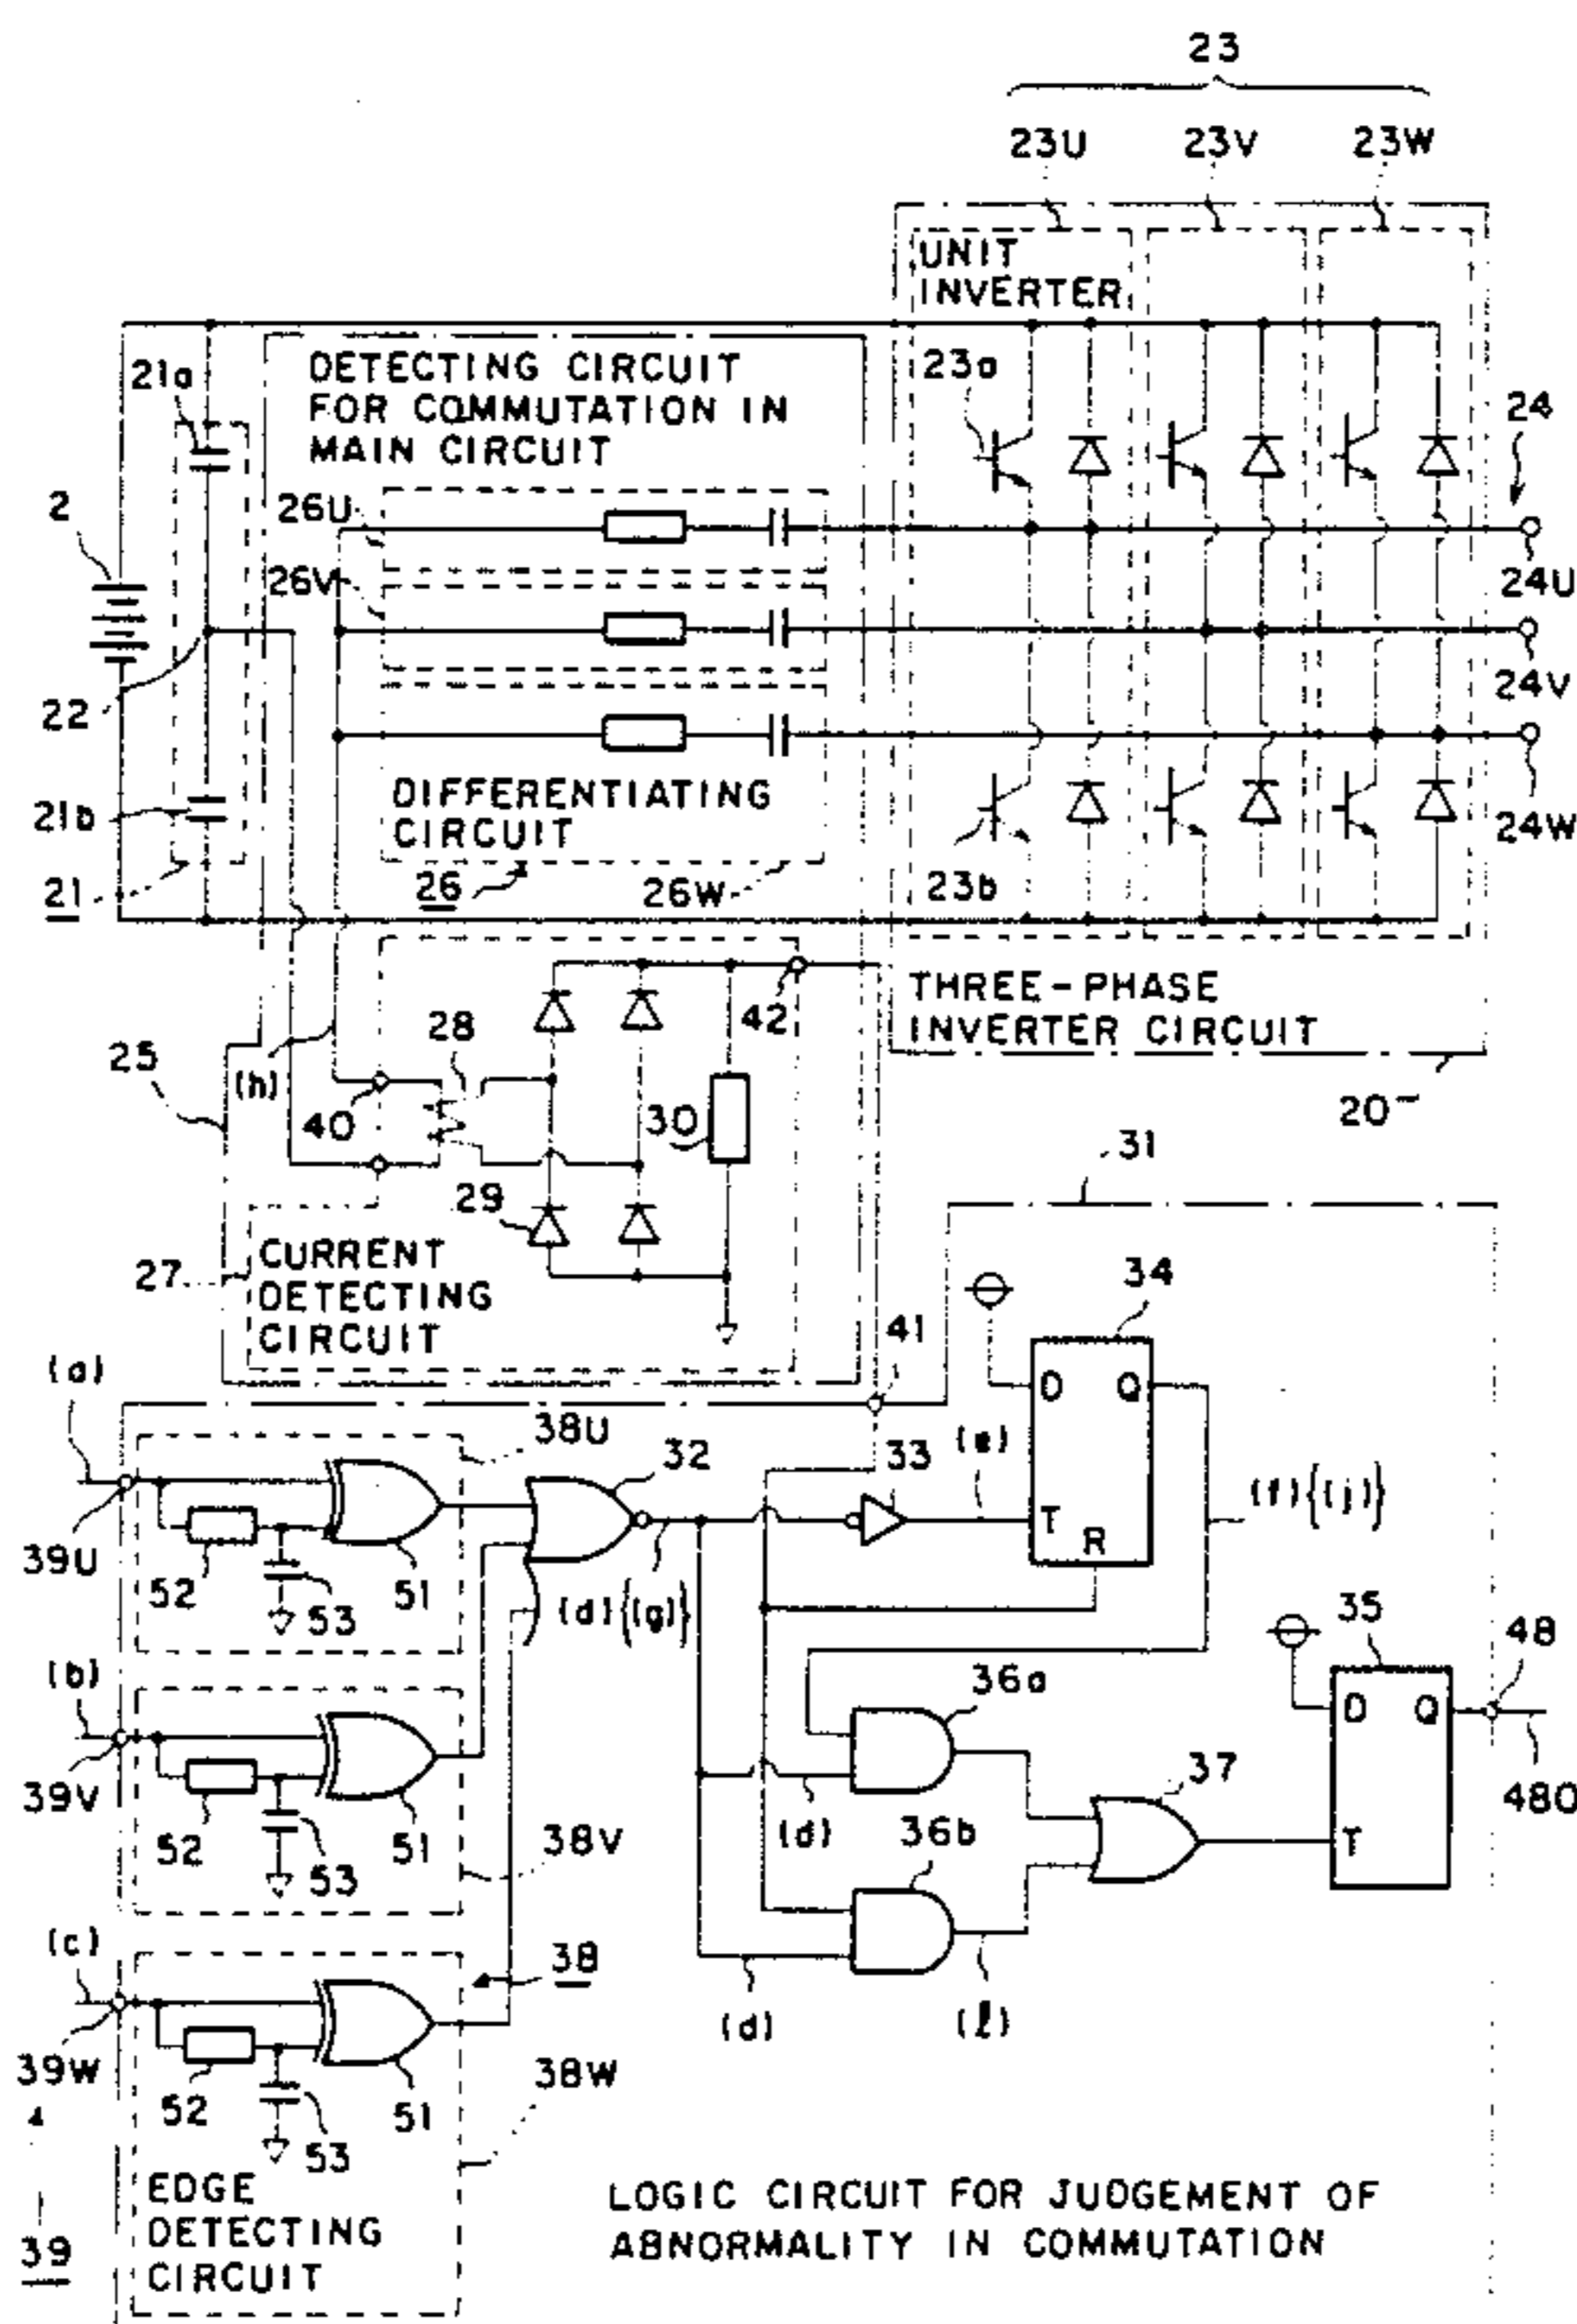 23
23U 23V 23W
UNIT
INVERTER
21a
DETECTING CIRCUIT
FOR COMMUTATION IN
MAIN CIRCUIT
23a
24
2
26U
24U
26V
22
24V
21b
DIFFERENTIATING
CIRCUIT
24W
21
26
26W
23b
THREE-PHASE
INVERTER CIRCUIT
42
28
25
(h)
40
30
20
31
29
27
CURRENT
DETECTING
CIRCUIT
34
41
(a)
D Q
38U
32
33
(e)
(f){(j)}
39U
T
R
52
53
51
(d){(g)}
35
48
(b)
36a
D Q
37
39V
480
52
51
(d)
36b
38V
T
53
(c)
38
39W
(d)
(l)
52
51
38W
53
EDGE
DETECTING
CIRCUIT
39
LOGIC CIRCUIT FOR JUDGEMENT OF
ABNORMALITY IN COMMUTATION